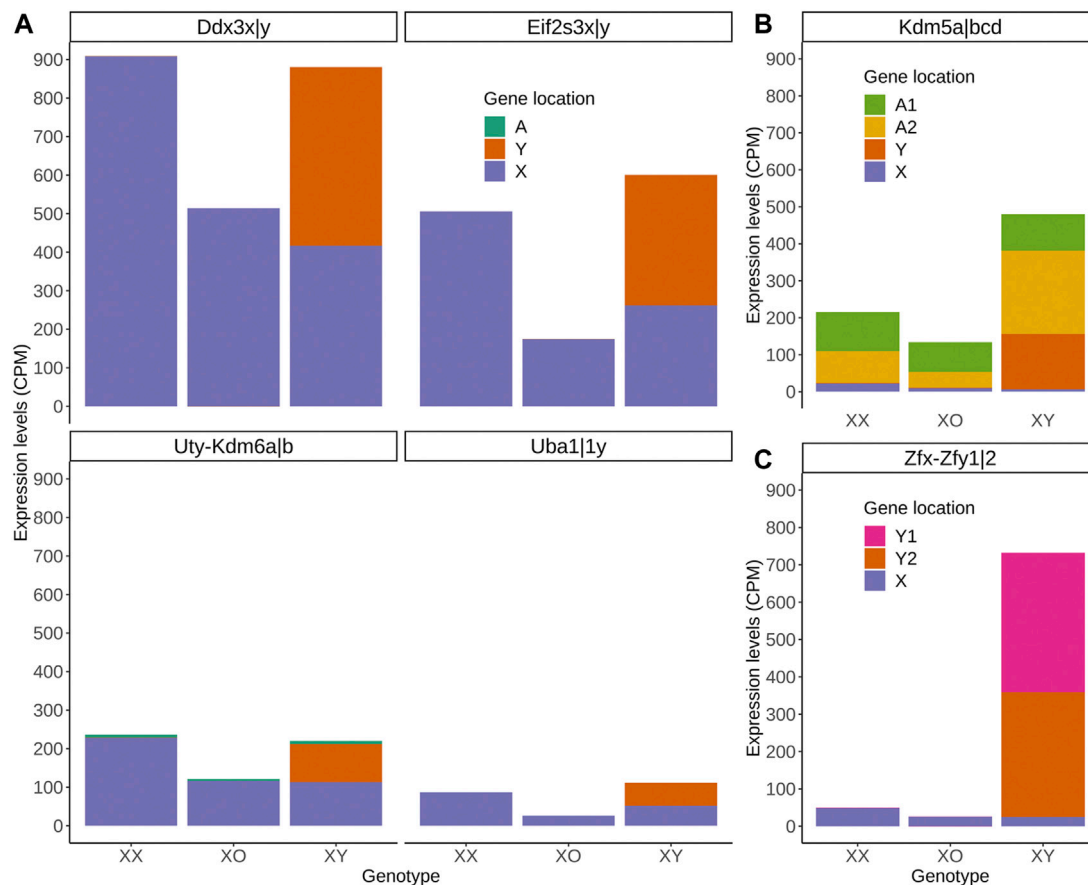 A
Ddx3x|y
Eif2s3x|y
Expression levels (CPM)
900
800
700
600
500
400
300
200
100
0
Gene location
A
Y
X
Uty-Kdm6a|b
Uba1|1y
900
800
700
600
500
400
300
200
100
0
XX
XO
XY
XX
XO
XY
Genotype
B
Kdm5a|bcd
Expression levels (CPM)
900
800
700
600
500
400
300
200
100
0
Gene location
A1
A2
Y
X
XX
XO
XY
C
Zfx-Zfy1|2
Expression levels (CPM)
900
800
700
600
500
400
300
200
100
0
Gene location
Y1
Y2
X
XX
XO
XY
Genotype
Expression levels (CPM)